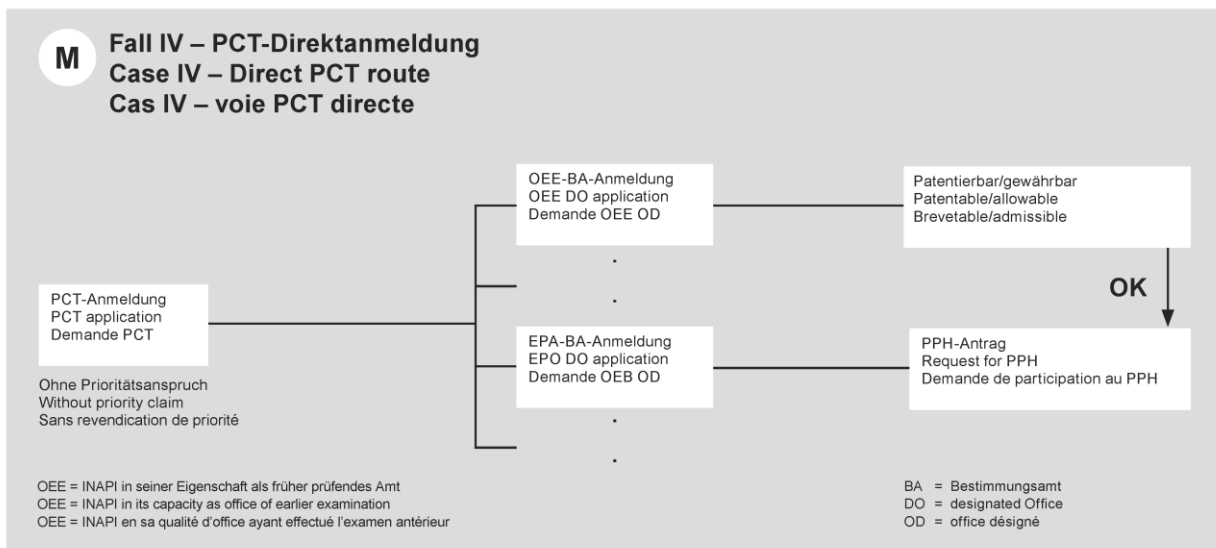 M
Fall IV – PCT-Direktanmeldung
Case IV – Direct PCT route
Cas IV – voie PCT directe
OEE-BA-Anmeldung
OEE DO application
Demande OEE OD
Patentierbar/gewährbar
Patentable/allowable
Brevetable/admissible
OK
PCT-Anmeldung
PCT application
Demande PCT
EPA-BA-Anmeldung
EPO DO application
Demande OEB OD
PPH-Antrag
Request for PPH
Demande de participation au PPH
Ohne Prioritätsanspruch
Without priority claim
Sans revendication de priorité
OEE = INAPI in seiner Eigenschaft als früher prüfendes Amt
OEE = INAPI in its capacity as office of earlier examination
OEE = INAPI en sa qualité d'office ayant effectué l'examen antérieur
BA = Bestimmungsamt
DO = designated Office
OD = office désigné